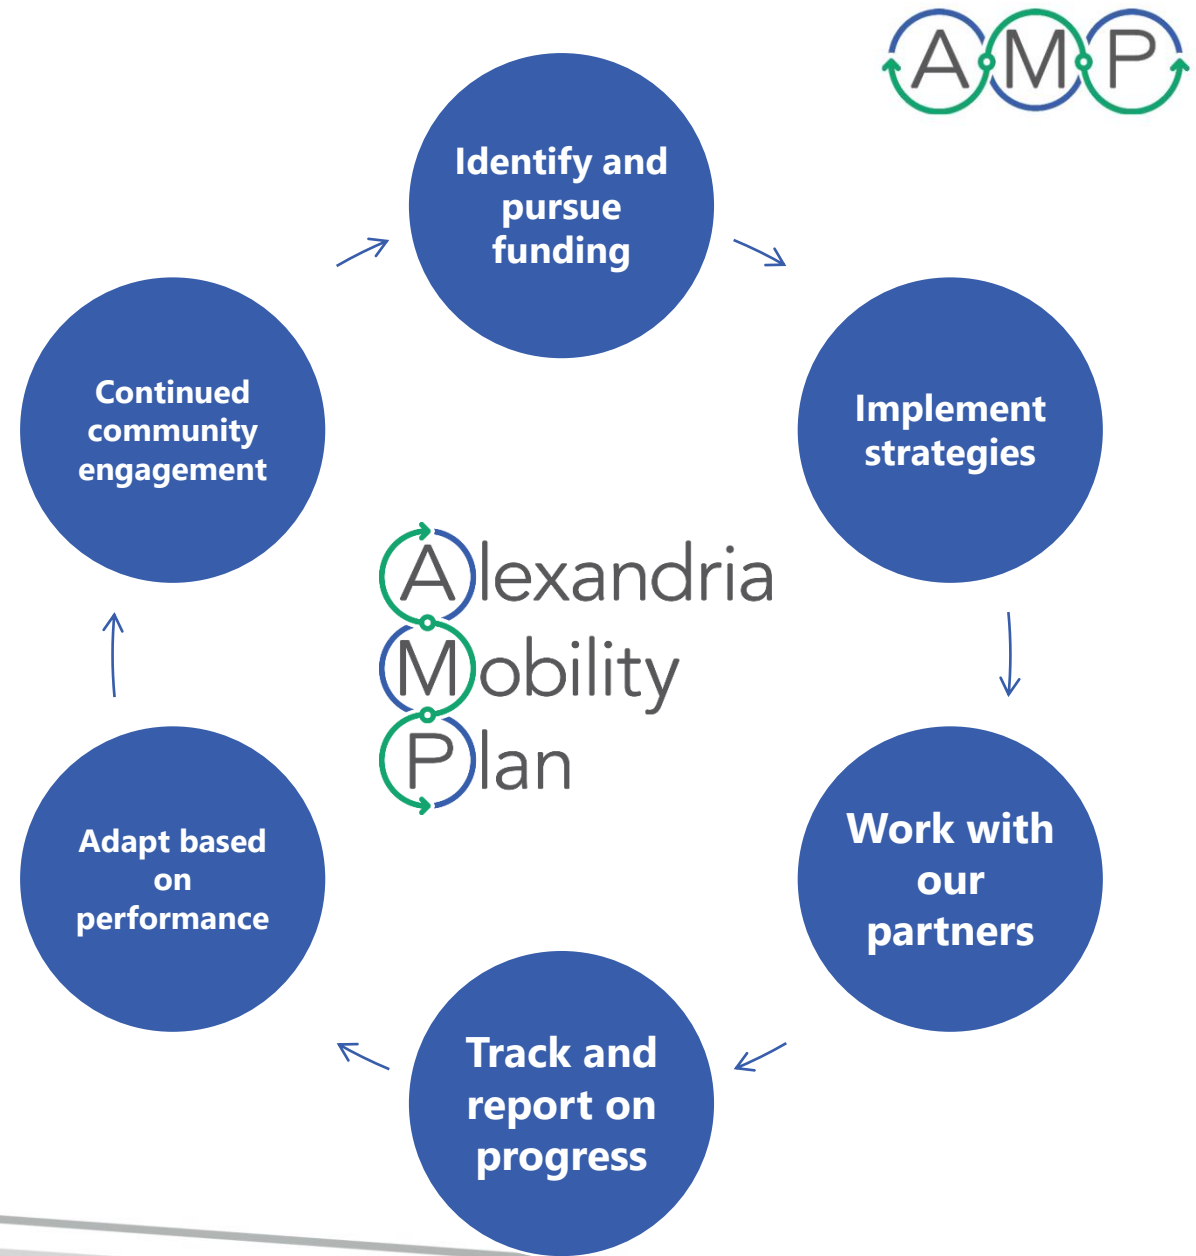 AMP
Identify and
pursue
funding
Implement
strategies
Work with
our
partners
Track and
report on
progress
Adapt based
on
performance
Continued
community
engagement
Alexandria
Mobility
Plan